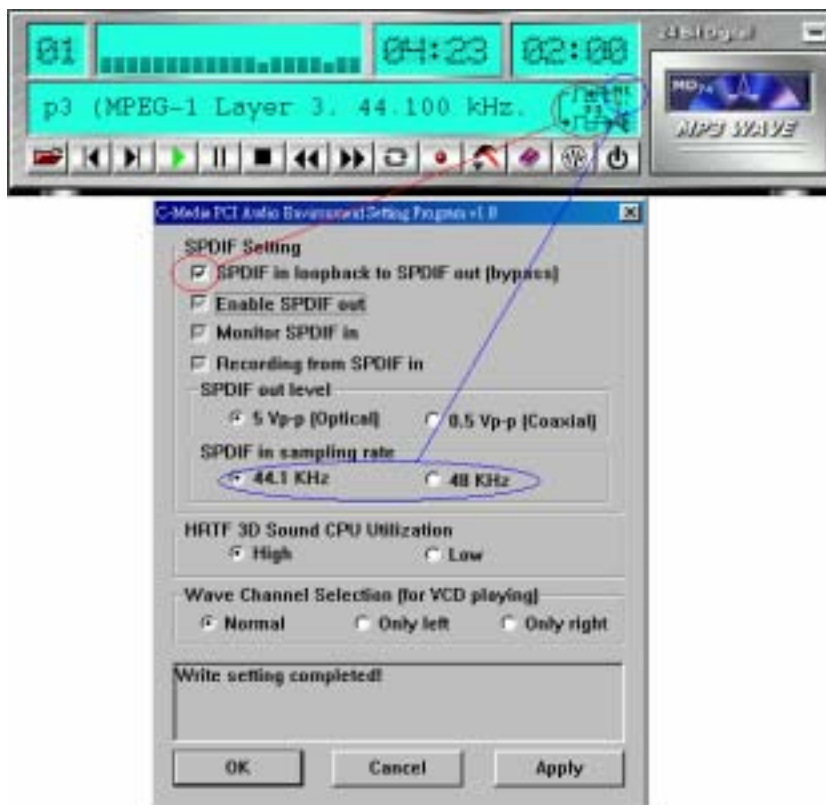 01 04:23 02:00
24 Bit Digital
p3 (MPEG-1 Layer 3. 44.100 kHz.
MD 74
MP3 WAVE
C-Media PCI Audio Environment Setting Program v1.0
SPDIF Setting
SPDIF in loopback to SPDIF out (bypass)
Enable SPDIF out
Monitor SPDIF in
Recording from SPDIF in
SPDIF out level
5 Vp-p (Optical) 0.5 Vp-p (Coaxial)
SPDIF in sampling rate
44.1 KHz 48 KHz
HRTF 3D Sound CPU Utilization
High Low
Wave Channel Selection (for VCD playing)
Normal Only left Only right
Write setting completed!
OK Cancel Apply